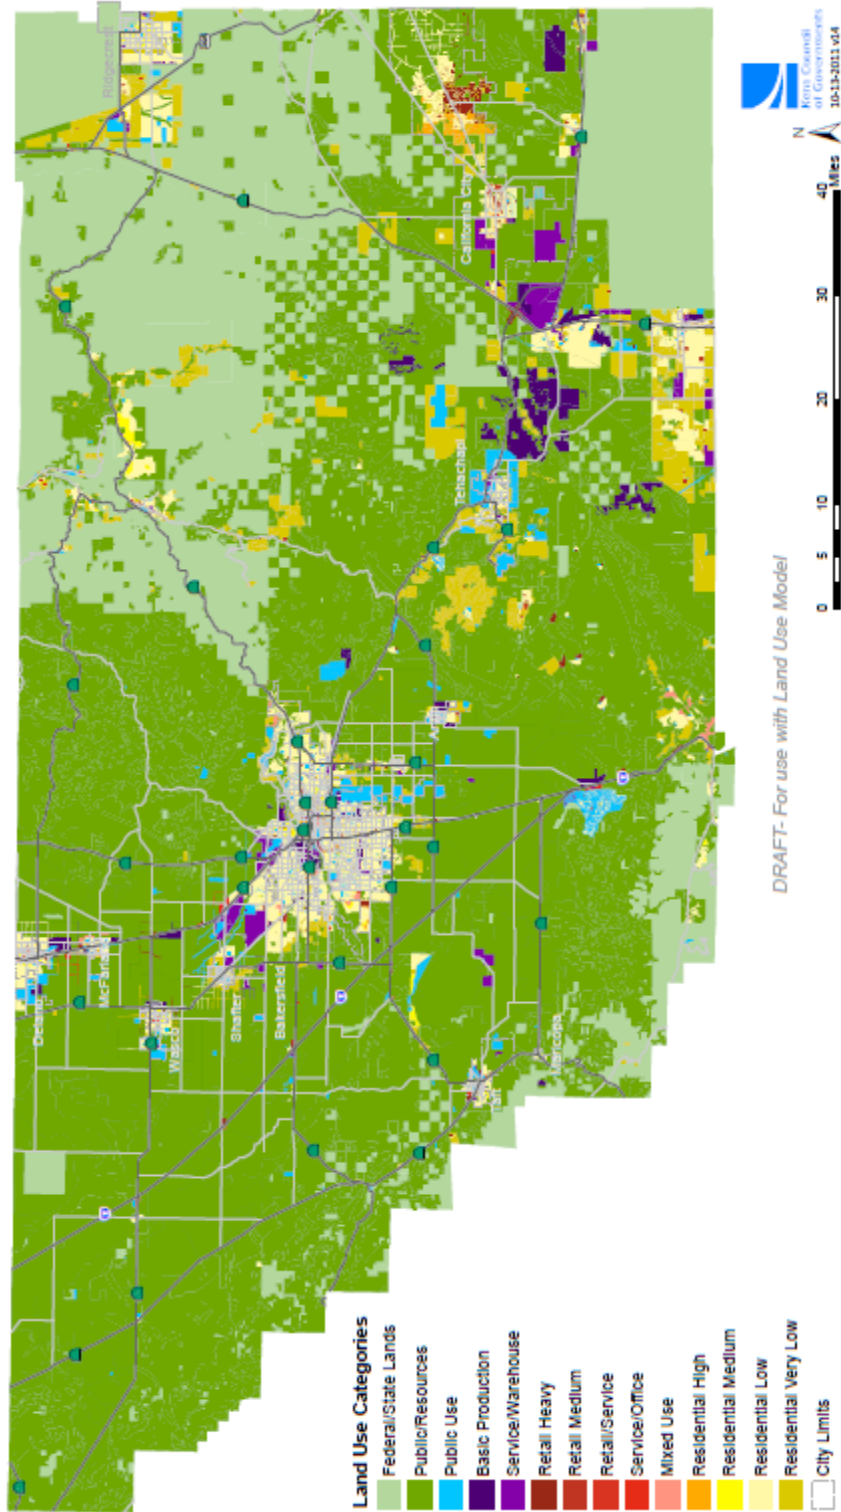 Ridgecrest
California City
Tehachapi
Delano
McFarland
Wasco
Shafter
Bakersfield
Taft
Maricopa
Land Use Categories
Federal/State Lands
Public/Resources
Public Use
Basic Production
Service/Warehouse
Retail Heavy
Retail Medium
Retail/Service
Service/Office
Mixed Use
Residential High
Residential Medium
Residential Low
Residential Very Low
City Limits
DRAFT- For use with Land Use Model
0 5 10 20 30 40
Miles
N
Kern Council
of Governments
10-13-2011 v14